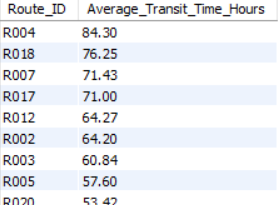 Route_ID Average_Transit_Time_Hours
R004 84.30
R018 76.25
R007 71.43
R017 71.00
R012 64.27
R002 64.20
R003 60.84
R005 57.60
R020 53.42